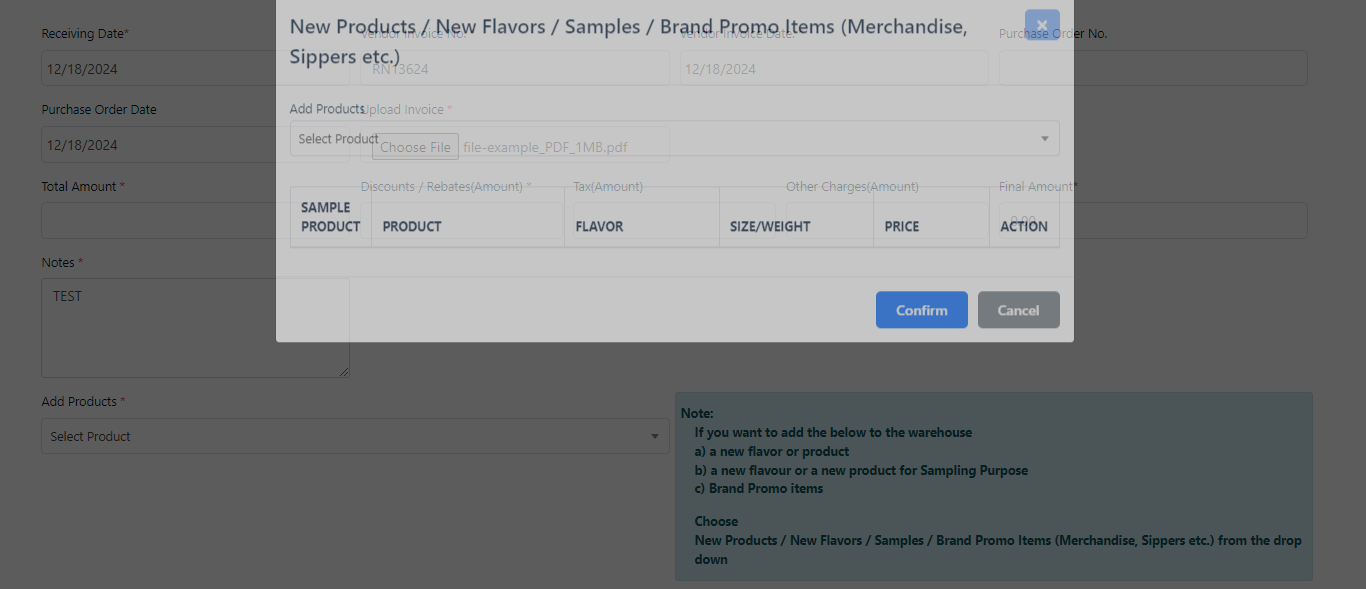 New Products / New Flavors / Samples / Brand Promo Items (Merchandise,
Sippers etc.)
×
Receiving Date*
Vendor Invoice No.
Vendor Invoice Date.
Purchase Order No.
12/18/2024
RN13624
12/18/2024
Purchase Order Date
Add Products
Upload Invoice *
12/18/2024
Select Product
Choose File
file-example_PDF_1MB.pdf
Total Amount *
Discounts / Rebates(Amount) *
Tax(Amount)
Other Charges(Amount)
Final Amount*
SAMPLE
PRODUCT
PRODUCT
FLAVOR
SIZE/WEIGHT
PRICE
ACTION
0.00
Notes *
TEST
Confirm
Cancel
Add Products *
Select Product
Note:
If you want to add the below to the warehouse
a) a new flavor or product
b) a new flavour or a new product for Sampling Purpose
c) Brand Promo items
Choose
New Products / New Flavors / Samples / Brand Promo Items (Merchandise, Sippers etc.) from the drop
down